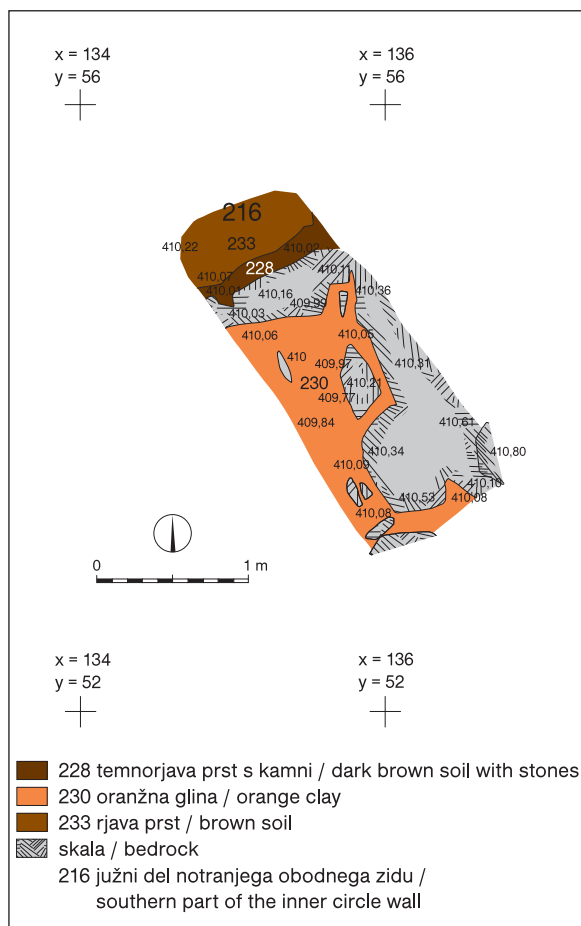 x = 134 x = 136
y = 56 y = 56
216
410,22 233 410,02
228
410,07 410,11
410,01 410,16 410,36
409,99
410,03
410,06 410,05
410 409,97 410,31
230 410,21
409,77
409,84 410,61
410,34 410,80
410,09
410,10
410,53 410,08
410,08
0 1 m
x = 134 x = 136
y = 52 y = 52
228 temnorjava prst s kamni / dark brown soil with stones
230 oranžna glina / orange clay
233 rjava prst / brown soil
skala / bedrock
216 južni del notranjega obodnega zidu /
southern part of the inner circle wall